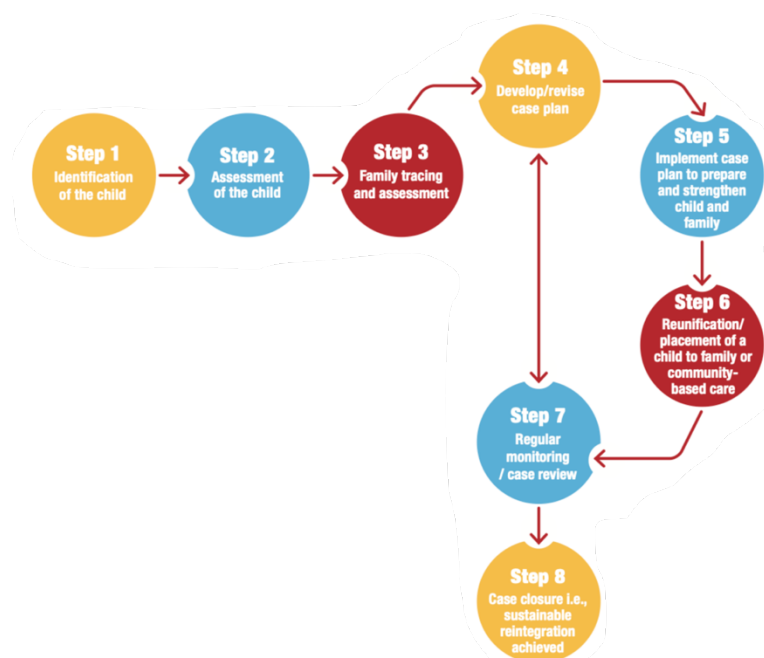 Step 1
Identification
of the child
Step 2
Assessment
of the child
Step 3
Family tracing
and assessment
Step 4
Develop/revise
case plan
Step 5
Implement case
plan to prepare
and strengthen
child and
family
Step 6
Reunification/
placement of a
child to family or
community-
based care
Step 7
Regular
monitoring
/ case review
Step 8
Case closure i.e.,
sustainable
reintegration
achieved